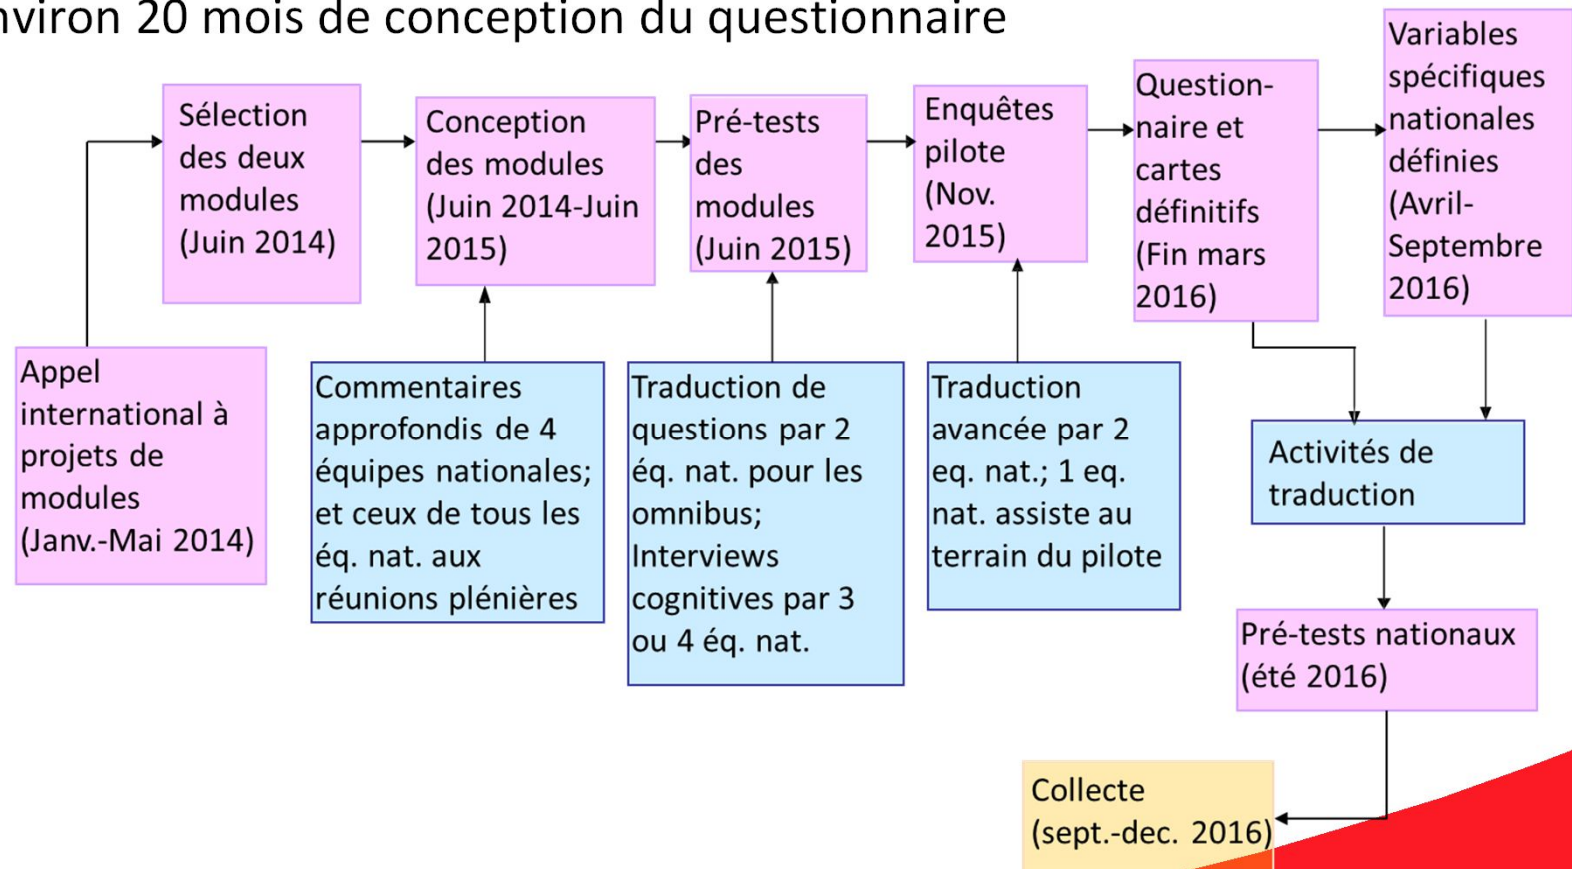 nviron 20 mois de conception du questionnaire
Appel
international à
projets de
modules
(Janv.-Mai 2014)
Sélection
des deux
modules
(Juin 2014)
Conception
des modules
(Juin 2014-Juin
2015)
Pré-tests
des
modules
(Juin 2015)
Enquêtes
pilote
(Nov.
2015)
Question-
naire et
cartes
définitifs
(Fin mars
2016)
Variables
spécifiques
nationales
définies
(Avril-
Septembre
2016)
Commentaires
approfondis de 4
équipes nationales;
et ceux de tous les
éq. nat. aux
réunions plénières
Traduction de
questions par 2
éq. nat. pour les
omnibus;
Interviews
cognitives par 3
ou 4 éq. nat.
Traduction
avancée par 2
eq. nat.; 1 eq.
nat. assiste au
terrain du pilote
Activités de
traduction
Pré-tests nationaux
(été 2016)
Collecte
(sept.-dec. 2016)